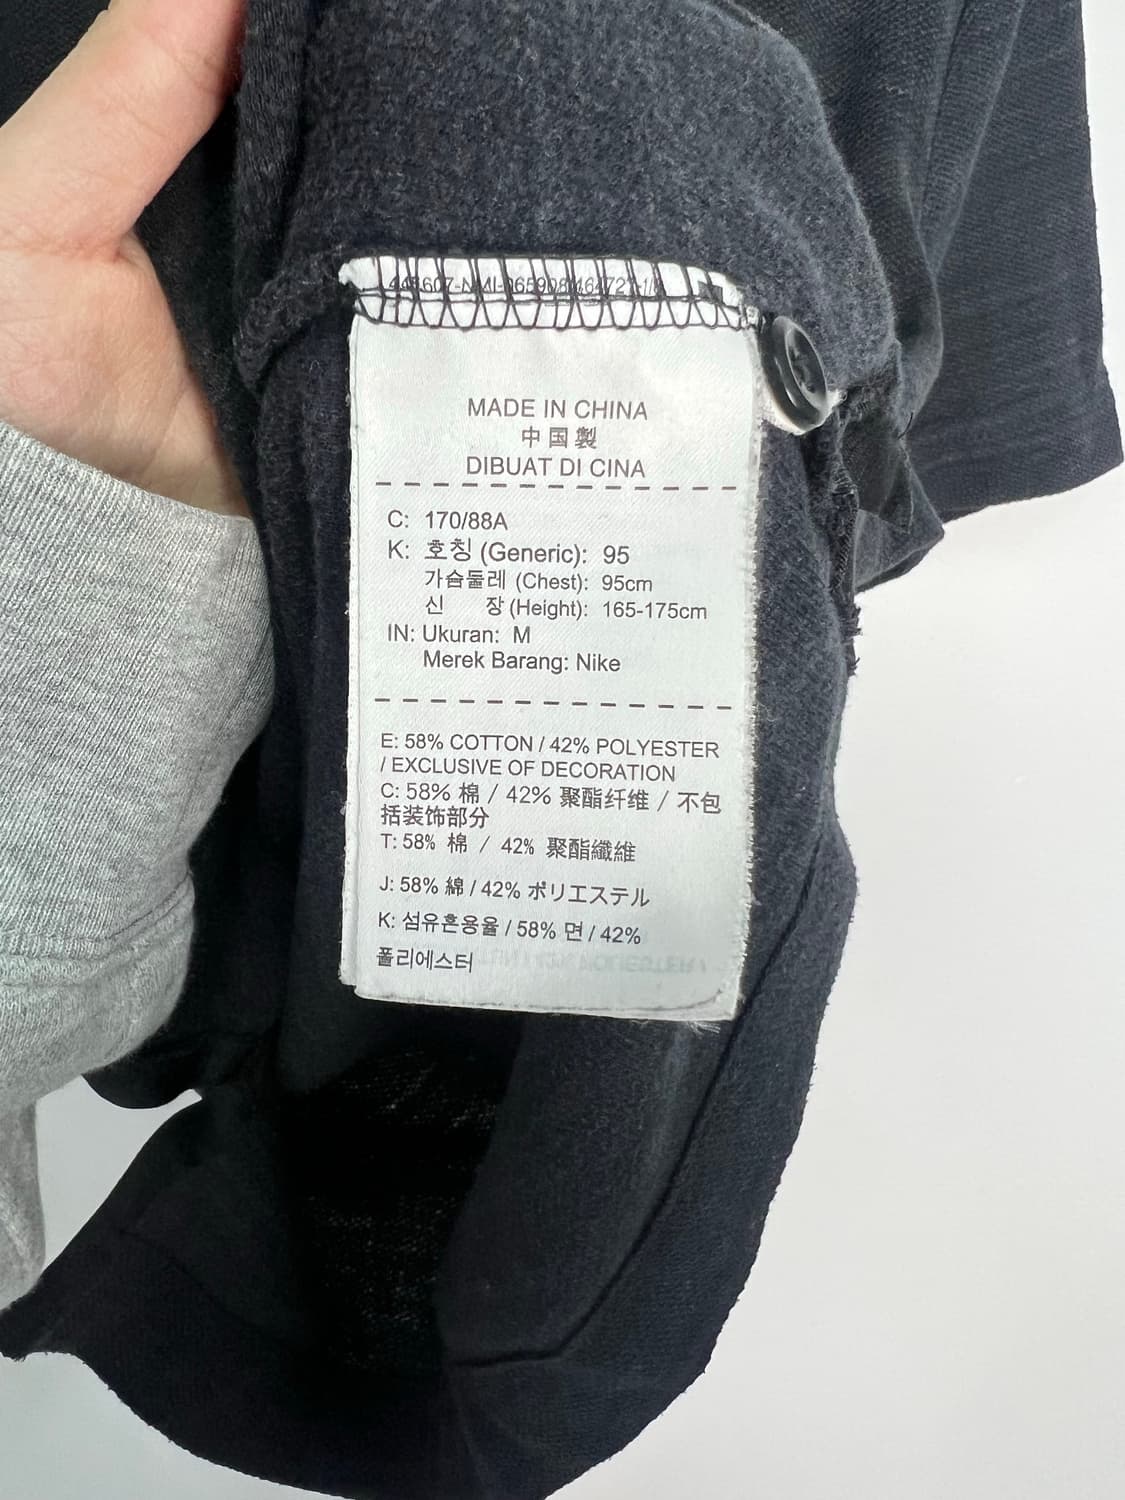 MADE IN CHINA
中国製
DIBUAT DI CINA
C: 170/88A
K: 호칭 (Generic): 95
가슴둘레 (Chest): 95cm
신 장 (Height): 165-175cm
IN: Ukuran: M
Merek Barang: Nike
E: 58% COTTON / 42% POLYESTER
/ EXCLUSIVE OF DECORATION
C: 58% 棉 / 42% 聚酯纤维 / 不包
括装饰部分
T: 58% 棉 / 42% 聚酯纖維
J: 58% 綿 / 42% ポリエステル
K: 섬유혼용율 / 58% 면 / 42%
폴리에스터